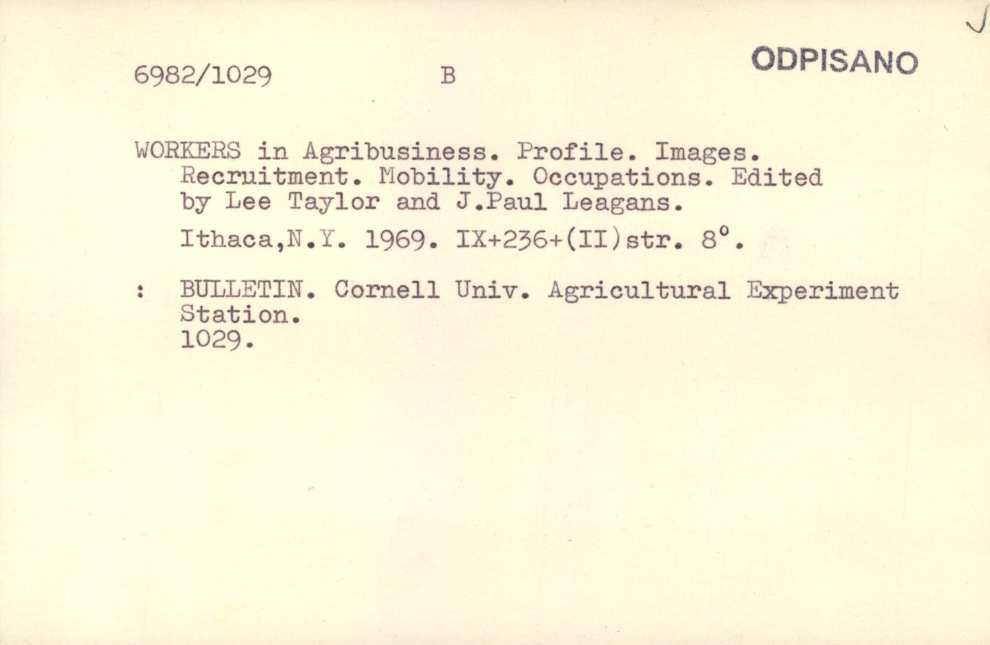 6982/1029 B ODPISANO
WORKERS in Agribusiness. Profile. Images.
Recruitment. Mobility. Occupations. Edited
by Lee Taylor and J.Paul Leagans.
Ithaca,N.Y. 1969. IX+236+(II)str. 8°.
: BULLETIN. Cornell Univ. Agricultural Experiment
Station.
1029.